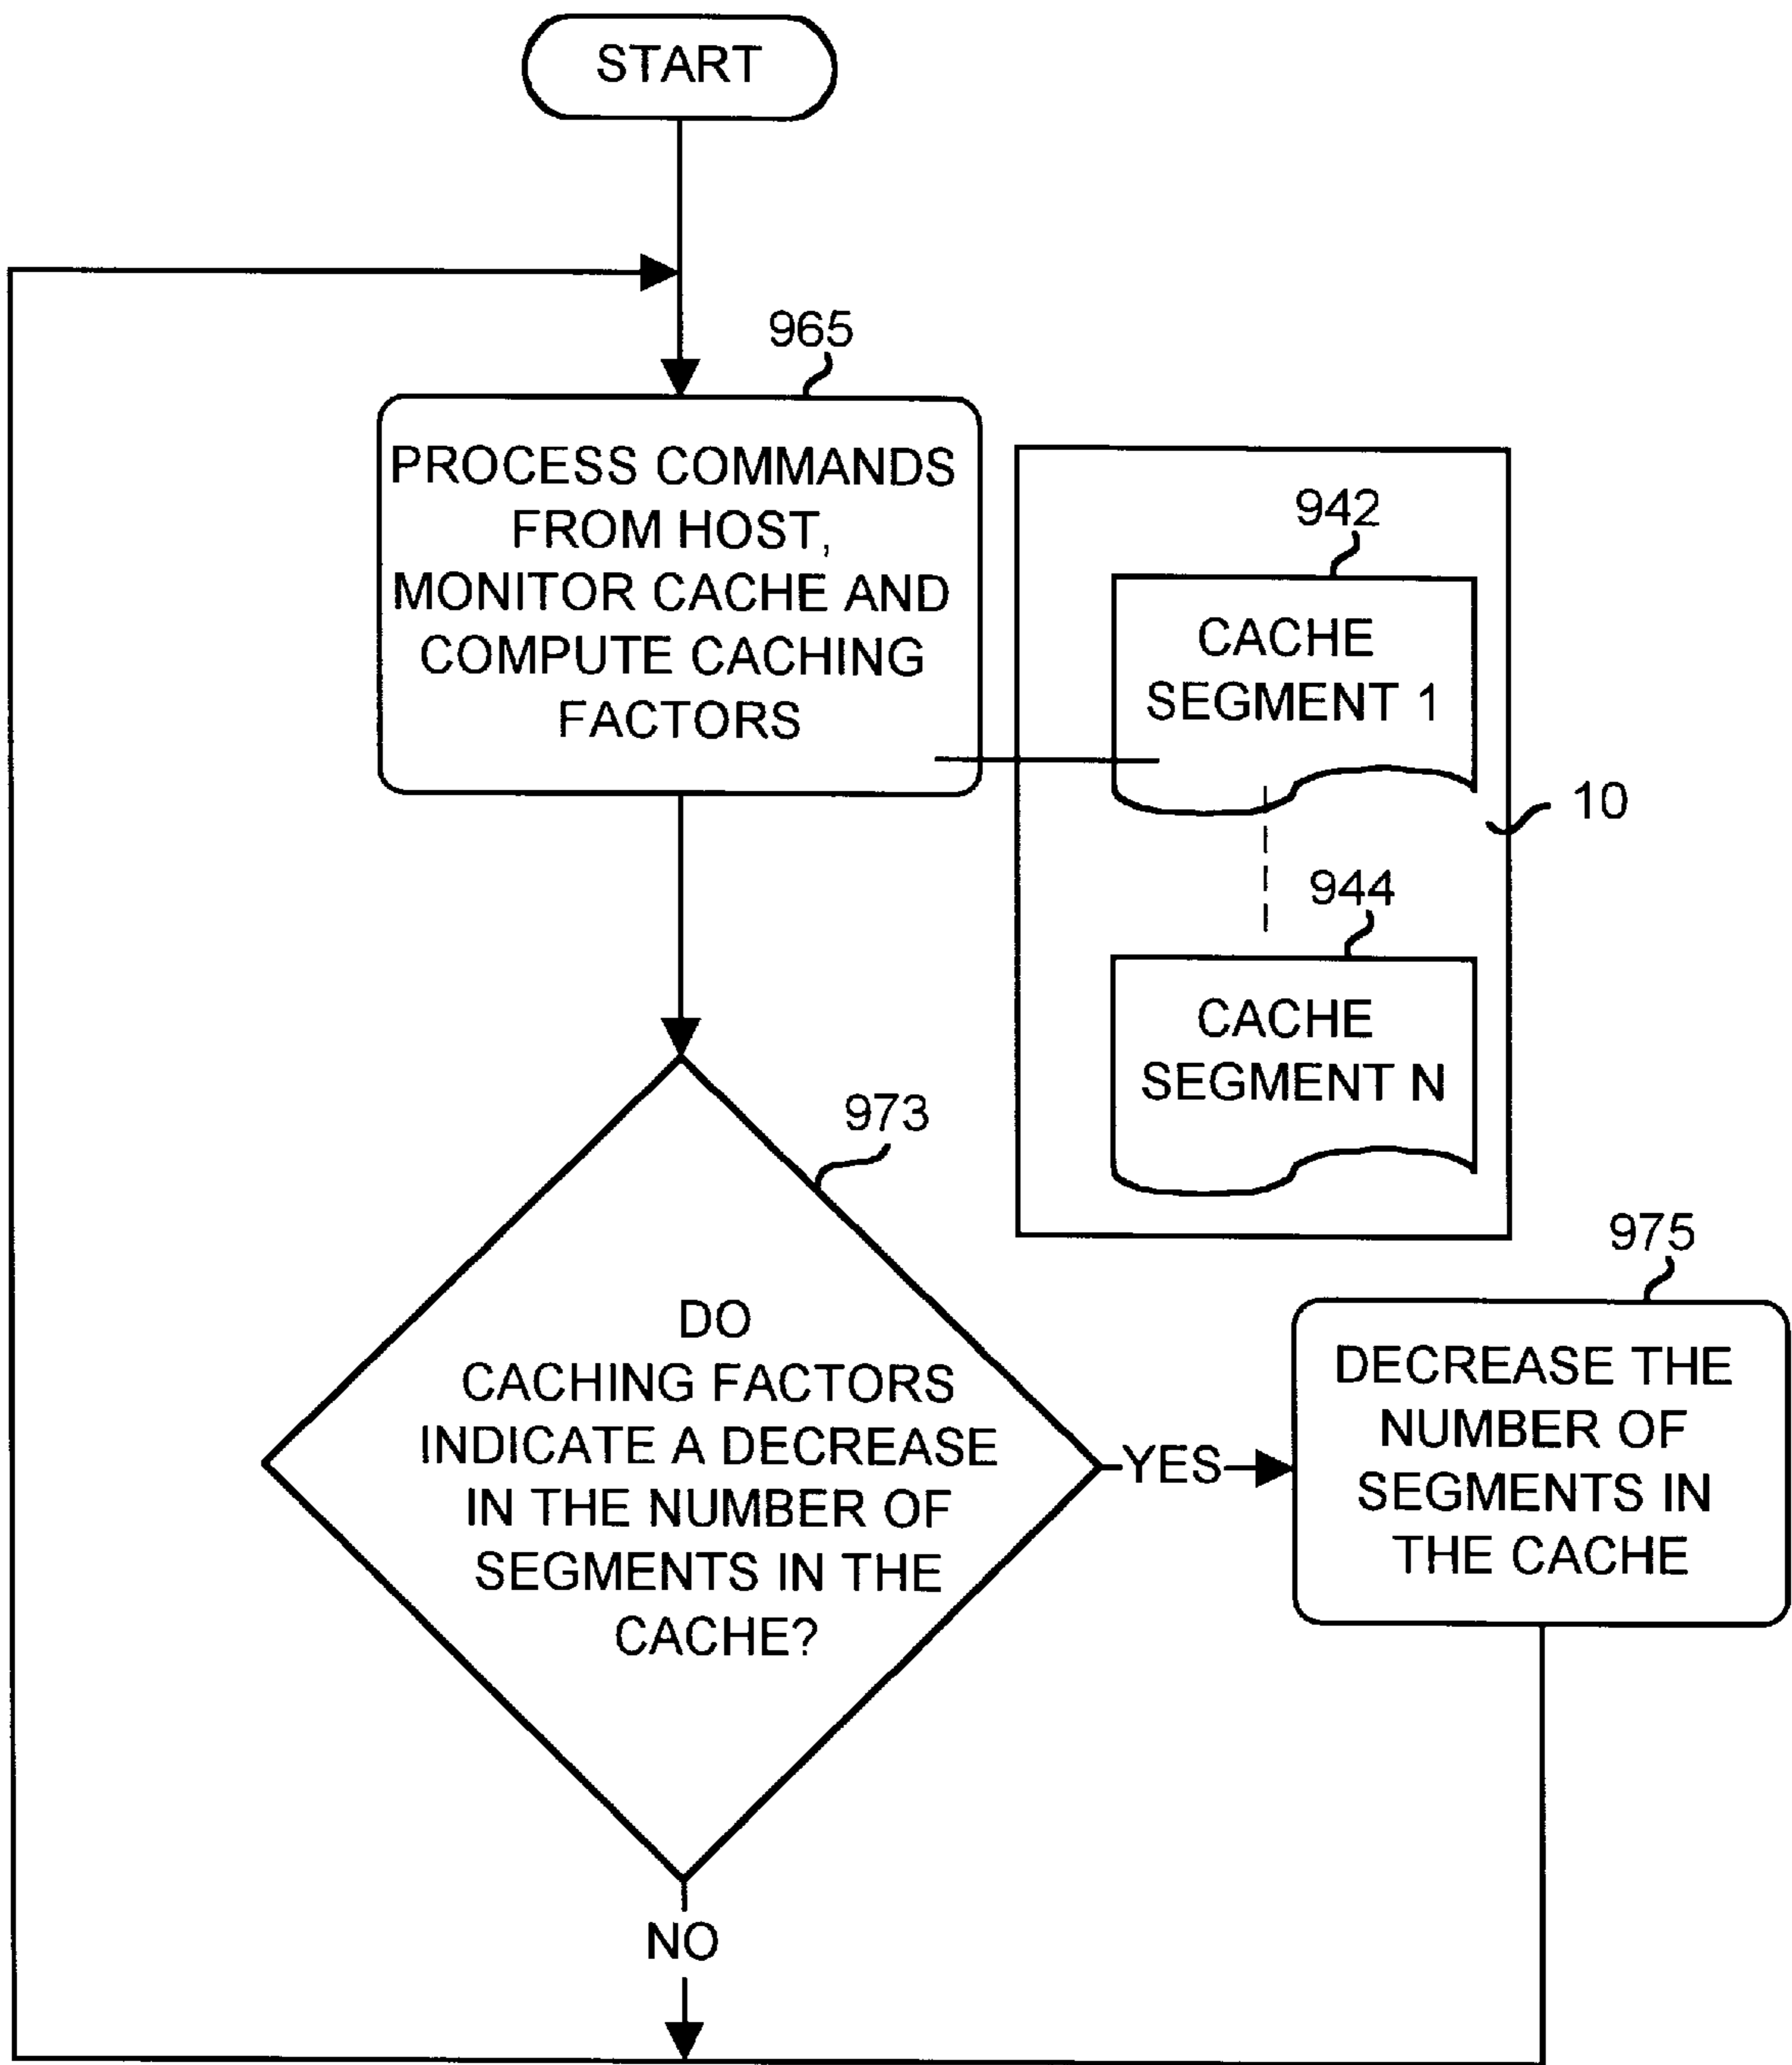 START
965
PROCESS COMMANDS
FROM HOST,
MONITOR CACHE AND
COMPUTE CACHING
FACTORS
942
CACHE
SEGMENT 1
10
944
CACHE
SEGMENT N
973
DO
CACHING FACTORS
INDICATE A DECREASE
IN THE NUMBER OF
SEGMENTS IN THE
CACHE?
YES
975
DECREASE THE
NUMBER OF
SEGMENTS IN
THE CACHE
NO